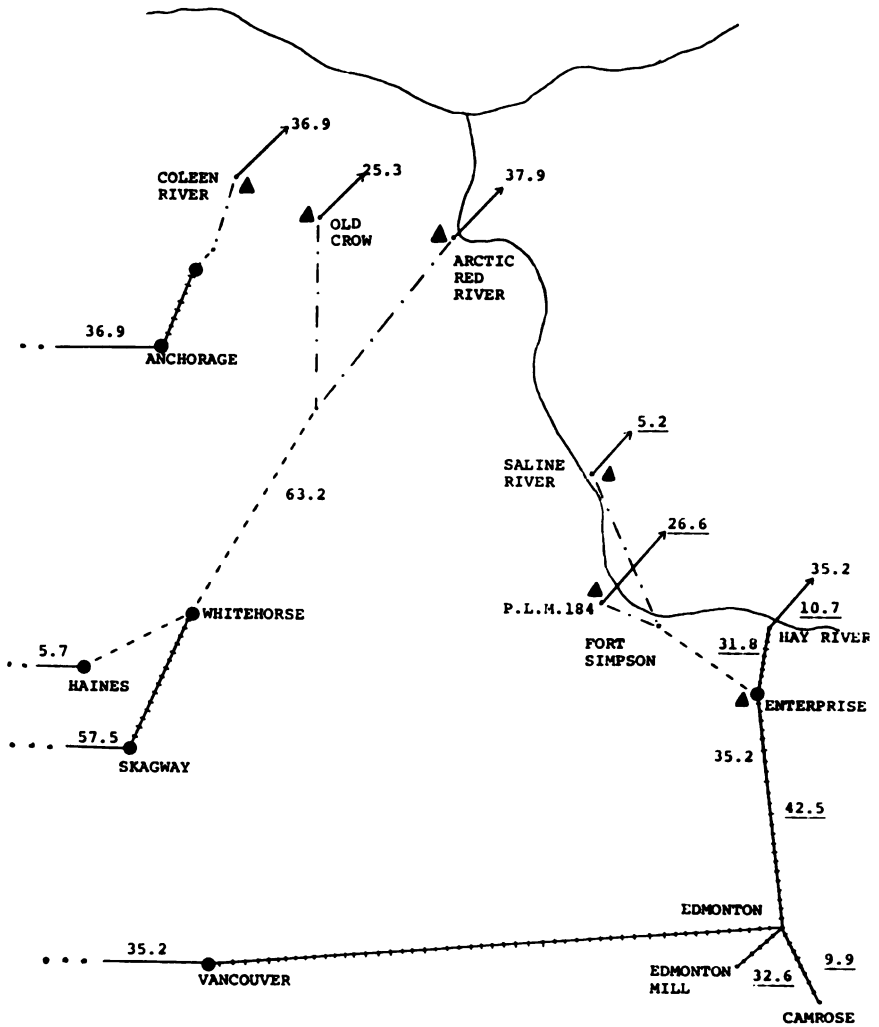 36.9
COLEEN
RIVER
25.3
37.9
OLD
CROW
ARCTIC
RED
RIVER
36.9
ANCHORAGE
5.2
SALINE
RIVER
63.2
26.6
35.2
P.L.M.184
10.7
WHITEHORSE
HAY RIVER
FORT
SIMPSON
31.8
5.7
HAINES
ENTERPRISE
57.5
35.2
SKAGWAY
42.5
EDMONTON
35.2
VANCOUVER
EDMONTON
MILL
32.6
9.9
CAMROSE